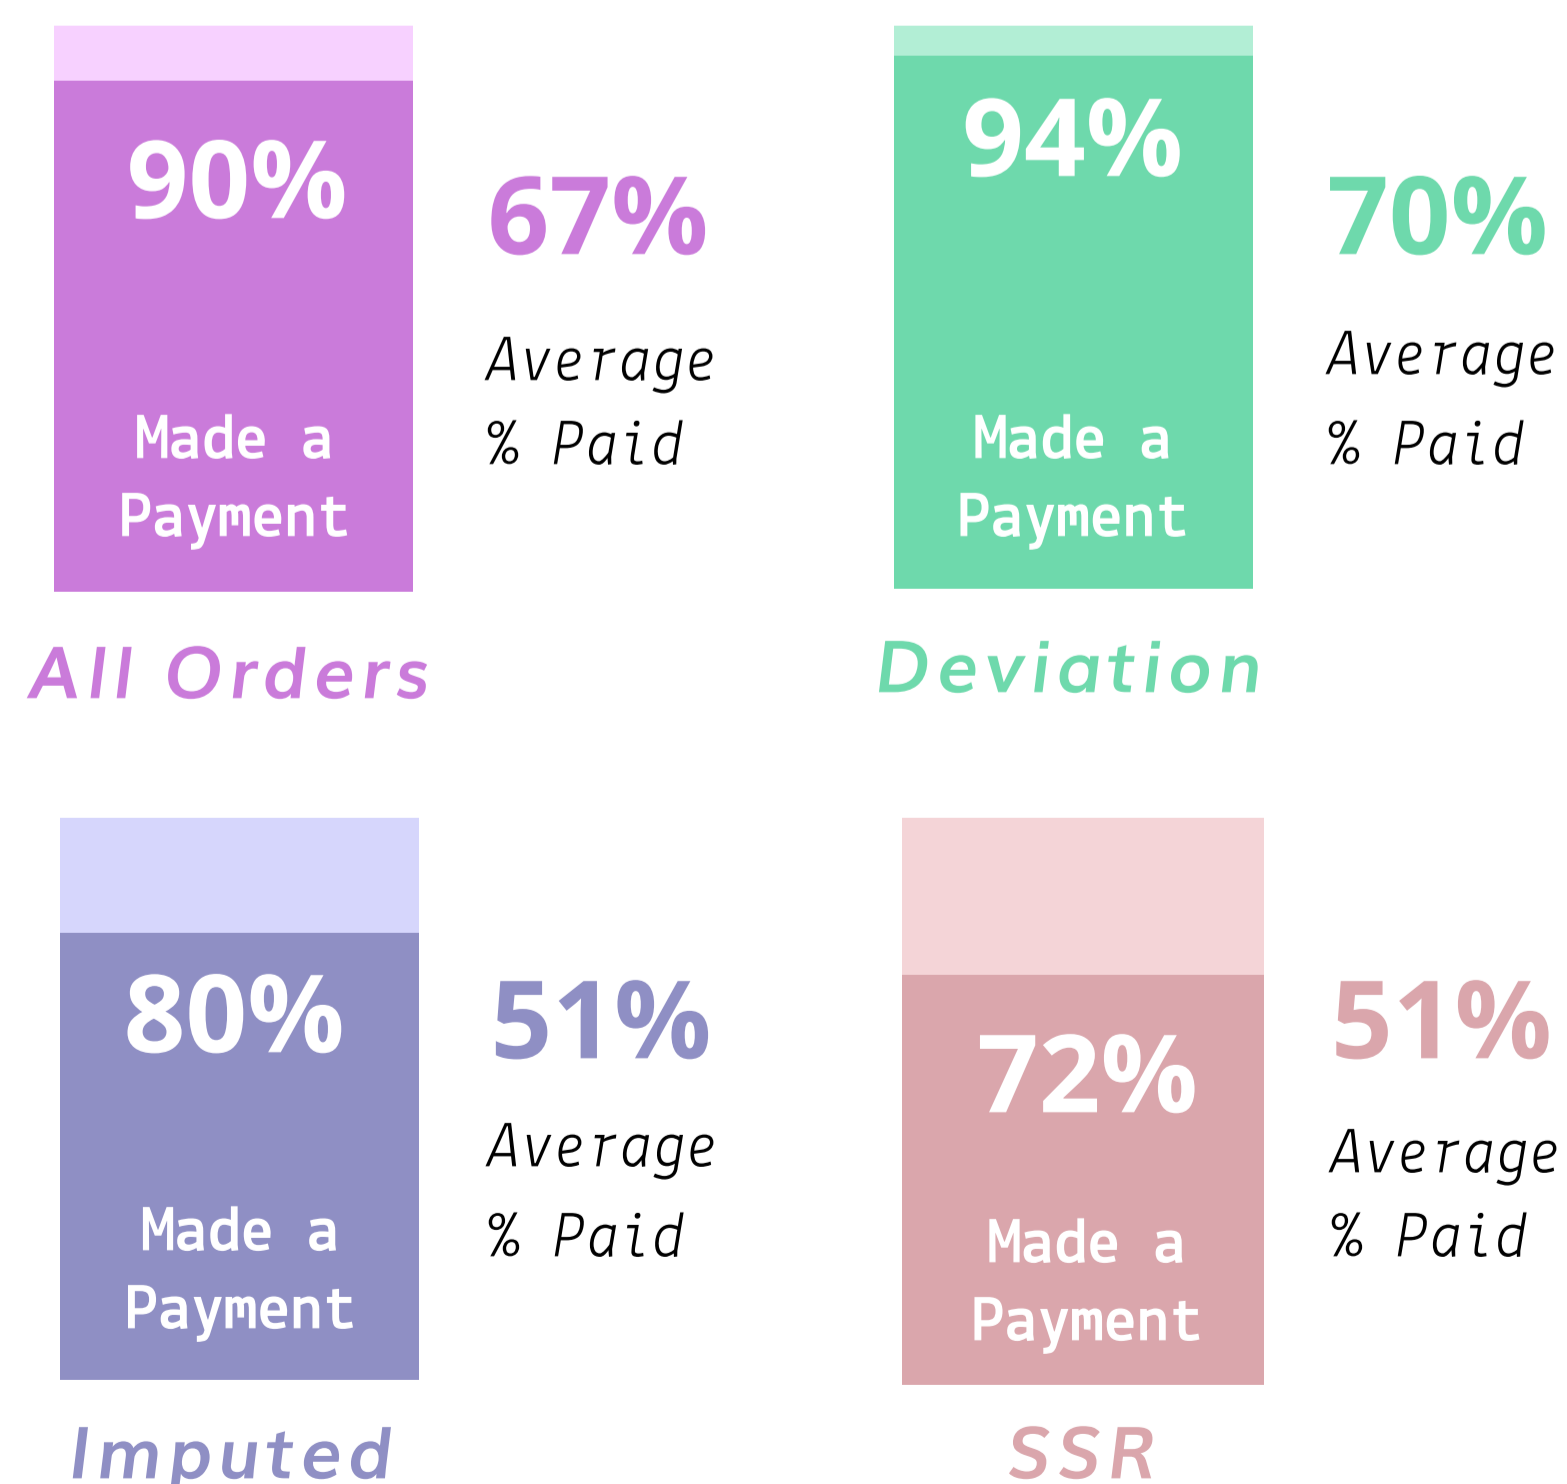 90%
Made a
Payment
67%
Average
% Paid
All Orders
94%
Made a
Payment
70%
Average
% Paid
Deviation
80%
Made a
Payment
51%
Average
% Paid
Imputed
72%
Made a
Payment
51%
Average
% Paid
SSR